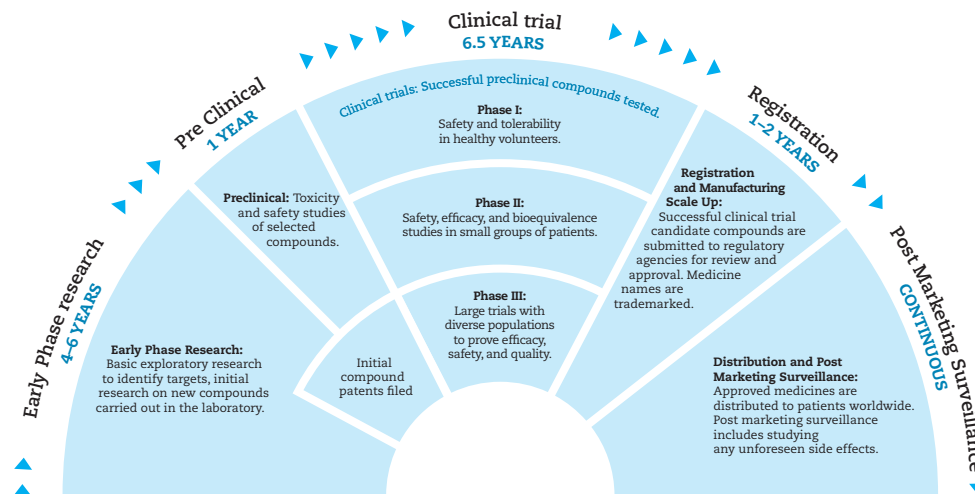 Early Phase research
4–6 YEARS
Pre Clinical
1 YEAR
Clinical trial
6.5 YEARS
Registration
1–2 YEARS
Post Marketing Surveillance
CONTINUOUS
Early Phase Research:
Basic exploratory research
to identify targets, initial
research on new compounds
carried out in the laboratory.
Preclinical: Toxicity
and safety studies
of selected
compounds.
Initial
compound
patents filed
Clinical trials: Successful preclinical compounds tested.
Phase I:
Safety and tolerability
in healthy volunteers.
Phase II:
Safety, efficacy, and bioequivalence
studies in small groups of patients.
Phase III:
Large trials with
diverse populations
to prove efficacy,
safety, and quality.
Registration
and Manufacturing
Scale Up:
Successful clinical trial
candidate compounds are
submitted to regulatory
agencies for review and
approval. Medicine
names are
trademarked.
Distribution and Post
Marketing Surveillance:
Approved medicines are
distributed to patients worldwide.
Post marketing surveillance
includes studying
any unforeseen side effects.